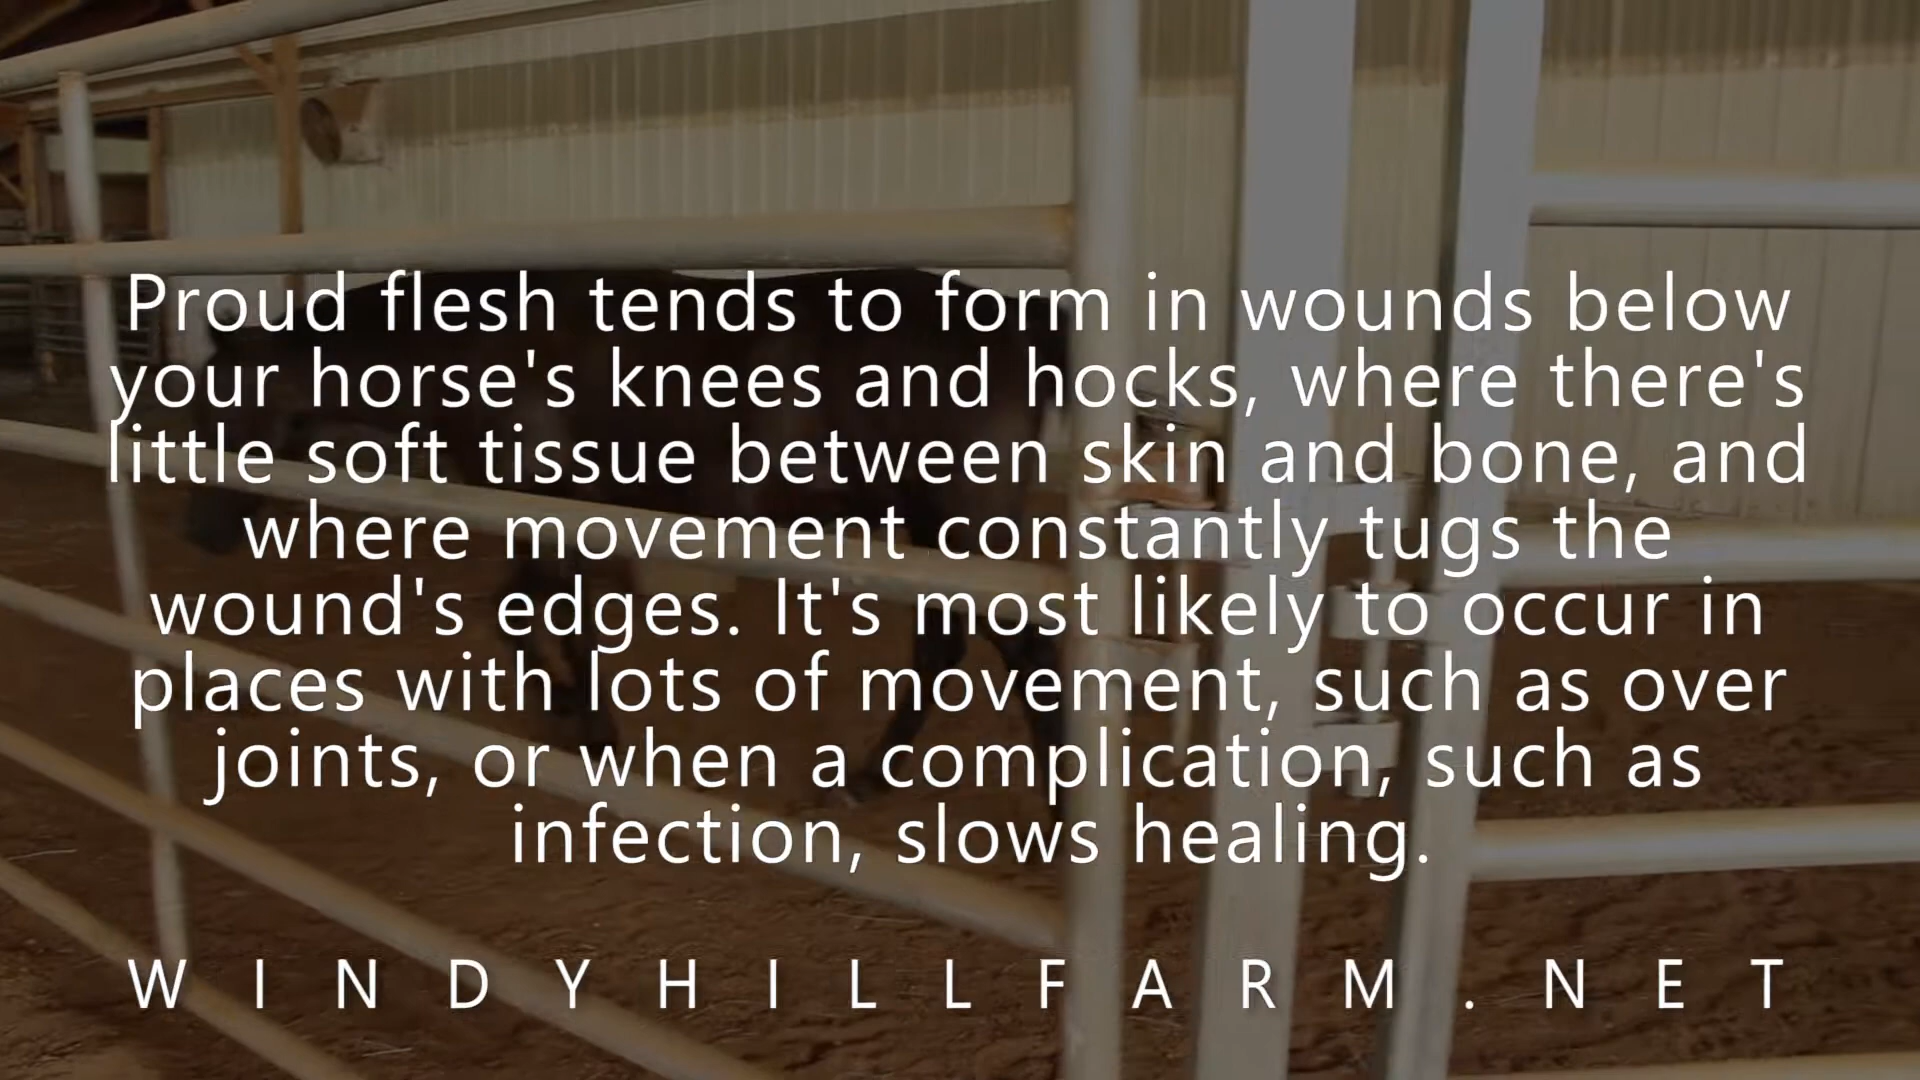 Proud flesh tends to form in wounds below
your horse's knees and hocks, where there's
little soft tissue between skin and bone, and
where movement constantly tugs the
wound's edges. It's most likely to occur in
places with lots of movement, such as over
joints, or when a complication, such as
infection, slows healing.
WINDYHILLFARM.NET